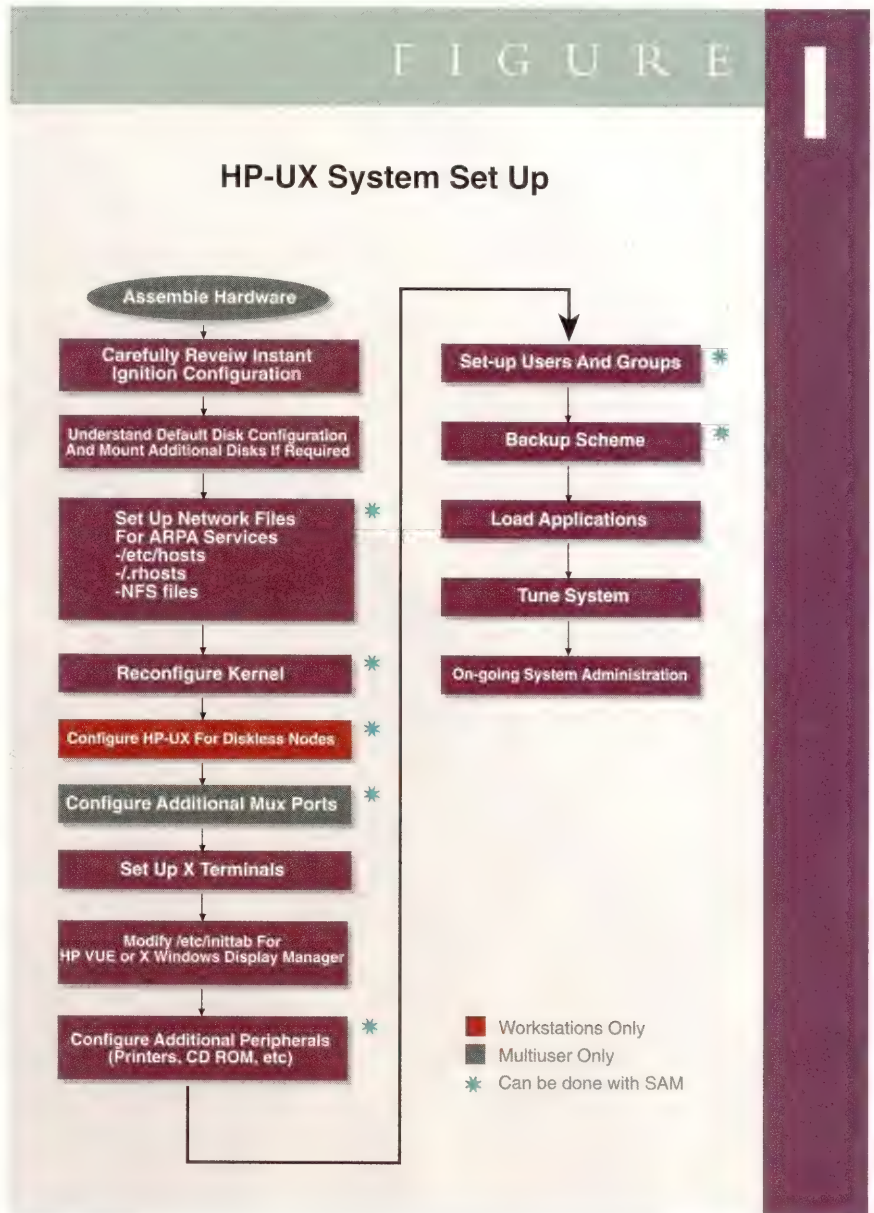 FIGURE
1
HP-UX System Set Up
Assemble Hardware
Carefully Reveiw Instant
Ignition Configuration
Understand Default Disk Configuration
And Mount Additional Disks If Required
Set Up Network Files
For ARPA Services
-/etc/hosts
-/.rhosts
-NFS files
Reconfigure Kernel
Configure HP-UX For Diskless Nodes
Configure Additional Mux Ports
Set Up X Terminals
Modify /etc/inittab For
HP VUE or X Windows Display Manager
Configure Additional Peripherals
(Printers, CD ROM, etc)
Set-up Users And Groups
Backup Scheme
Load Applications
Tune System
On-going System Administration
Workstations Only
Multiuser Only
Can be done with SAM